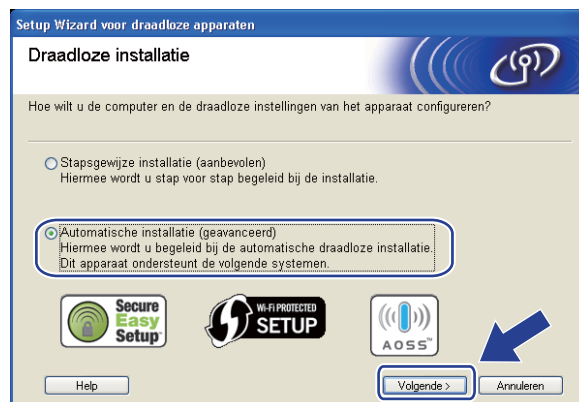 Setup Wizard voor draadloze apparaten
Draadloze installatie
Hoe wilt u de computer en de draadloze instellingen van het apparaat configureren?
Stapsgewijze installatie (aanbevolen)
Hiermee wordt u stap voor stap begeleid bij de installatie.
Automatische installatie (geavanceerd)
Hiermee wordt u begeleid bij de automatische draadloze installatie.
Dit apparaat ondersteunt de volgende systemen.
Secure
Easy
Setup™
Wi-Fi PROTECTED
SETUP
AOSS™
Help
Volgende >
Annuleren